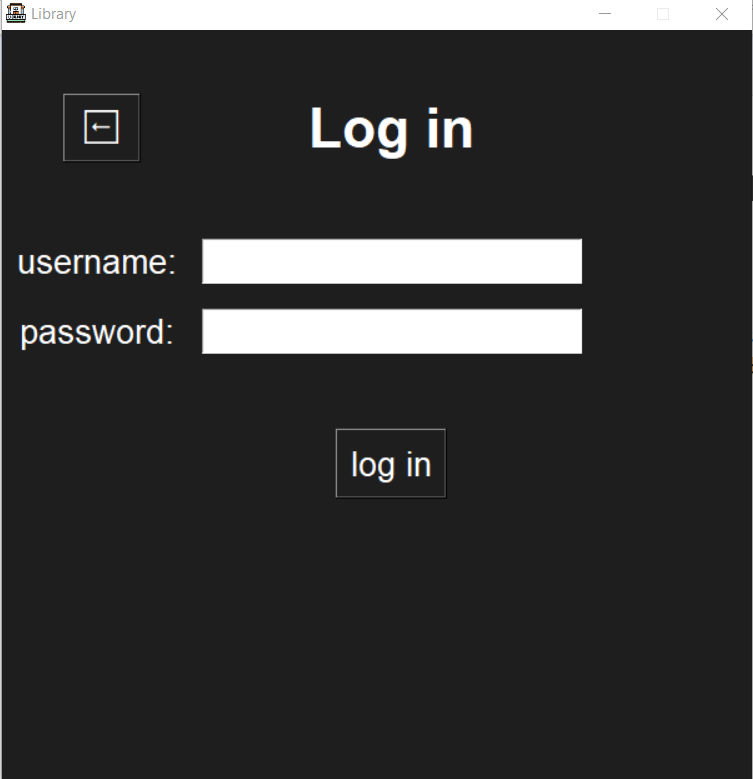 Library
← Log in
username:
password:
log in